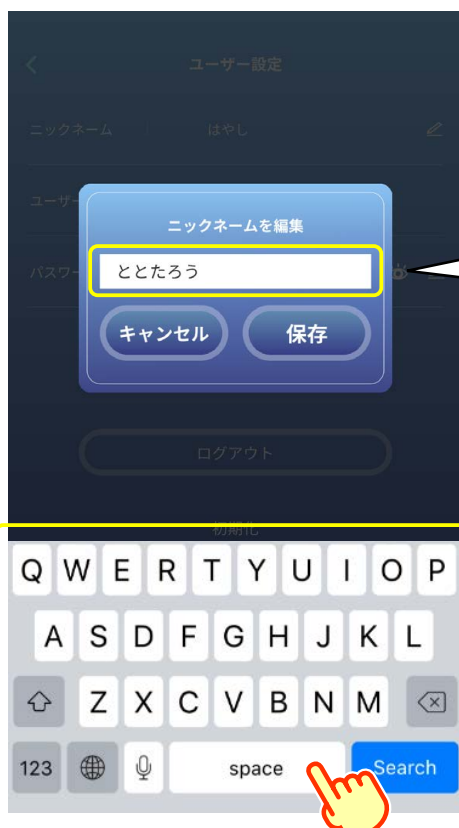 ユーザー設定
ニックネーム はやし
ユーザー
ニックネームを編集
パスワー
ととたろう
キャンセル 保存
ログアウト
初期化
Q W E R T Y U I O P
A S D F G H J K L
Z X C V B N M
123 space Search